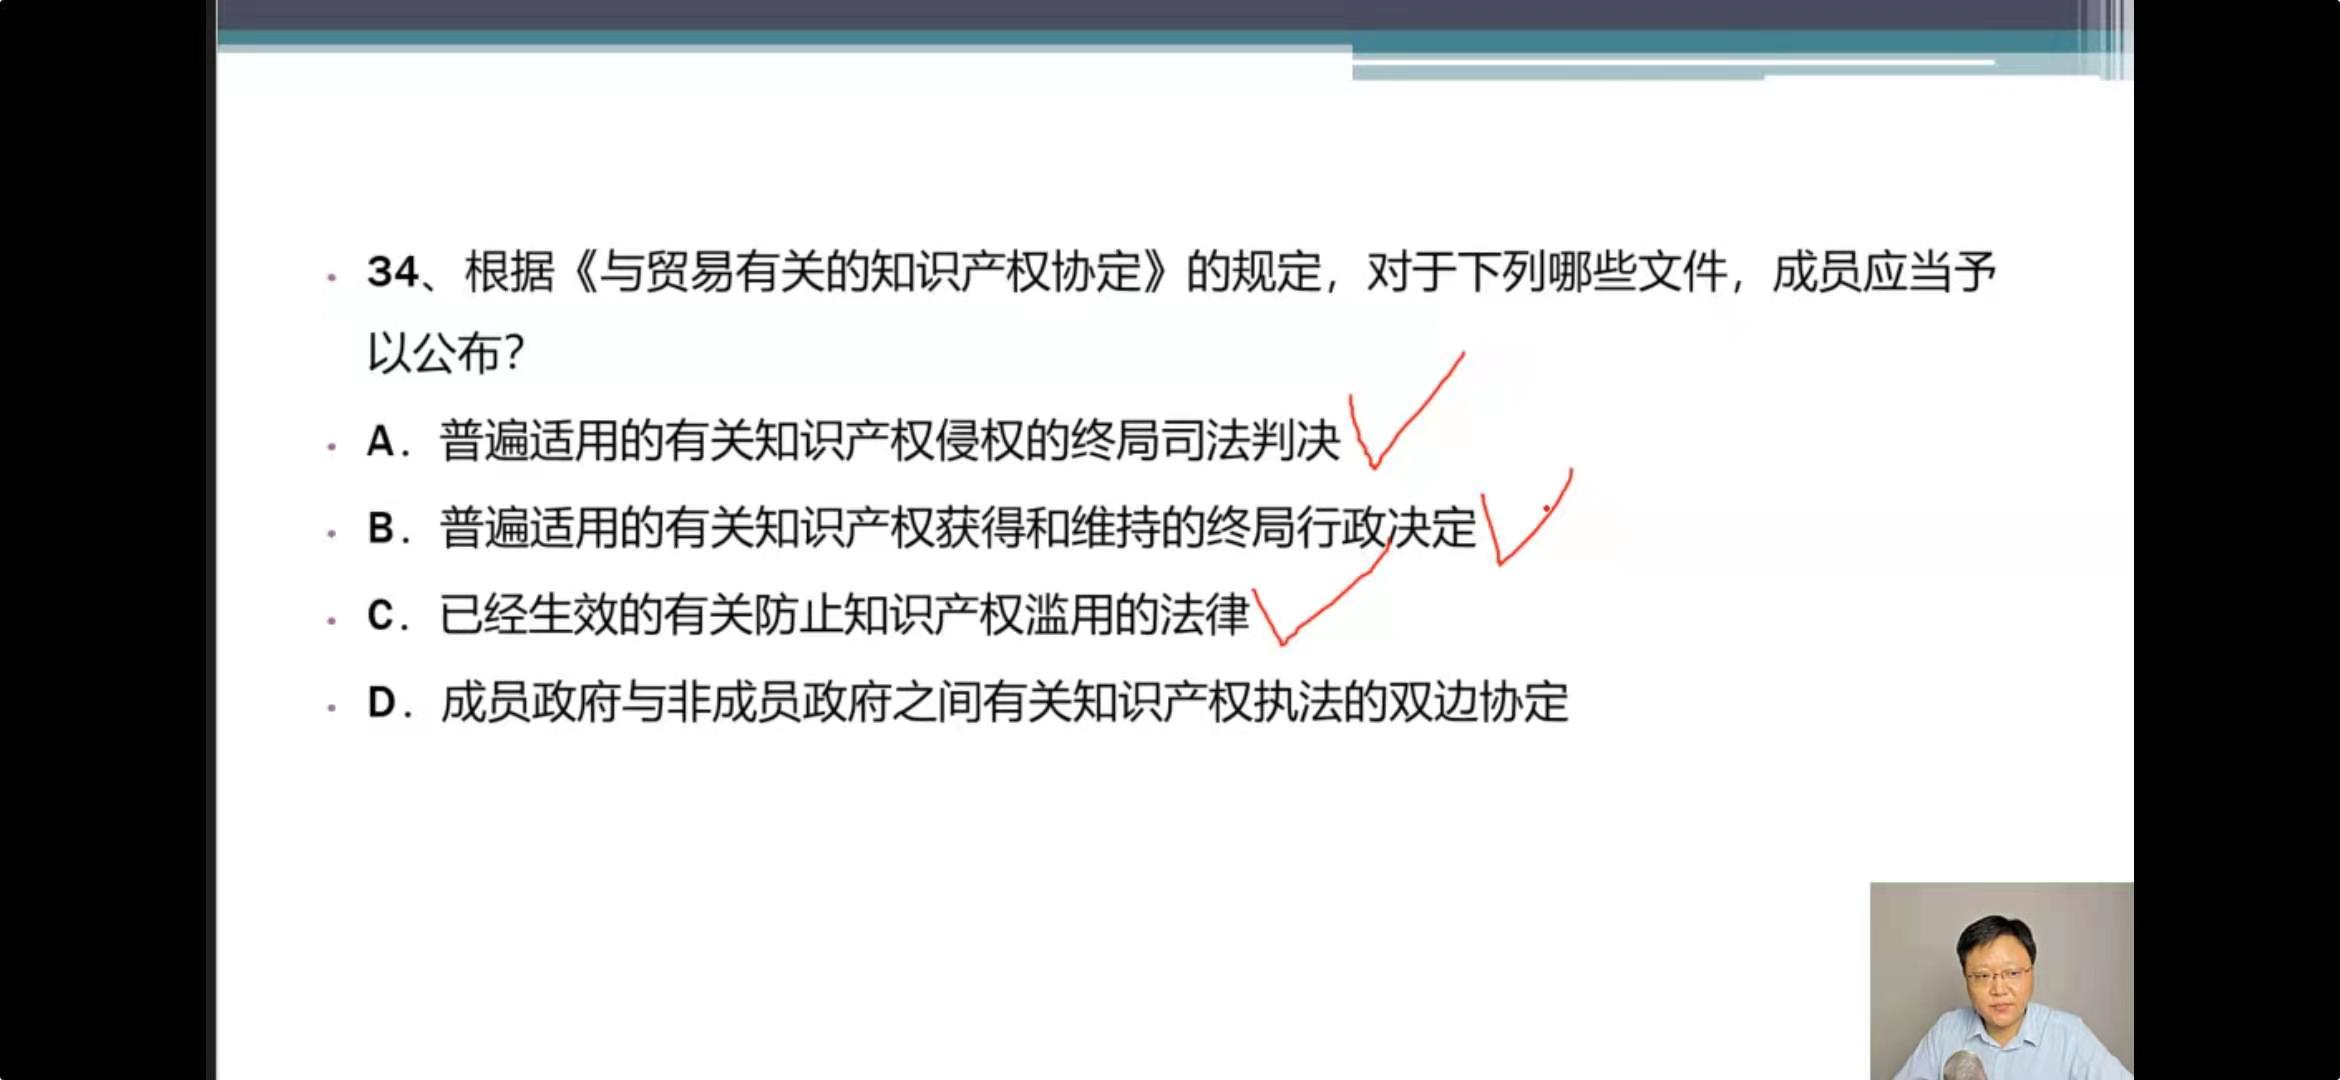 34、根据《与贸易有关的知识产权协定》的规定，对于下列哪些文件，成员应当予
以公布？
A．普遍适用的有关知识产权侵权的终局司法判决
B．普遍适用的有关知识产权获得和维持的终局行政决定
C．已经生效的有关防止知识产权滥用的法律
D．成员政府与非成员政府之间有关知识产权执法的双边协定